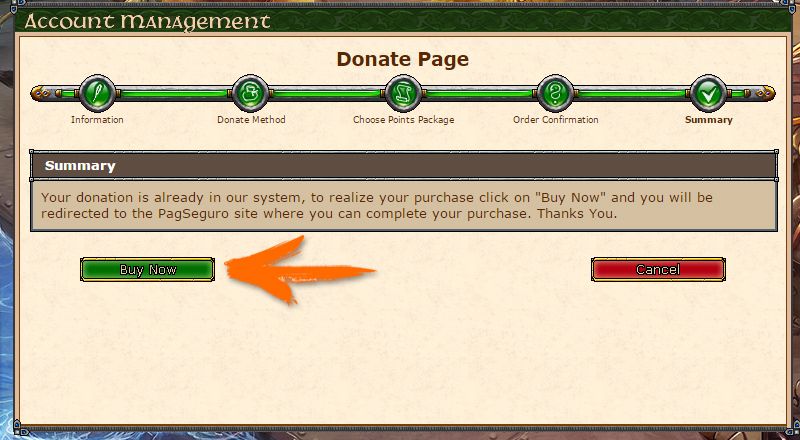 Account Management
Donate Page
Information
Donate Method
Choose Points Package
Order Confirmation
Summary
Summary
Your donation is already in our system, to realize your purchase click on "Buy Now" and you will be
redirected to the PagSeguro site where you can complete your purchase. Thanks You.
Buy Now
Cancel